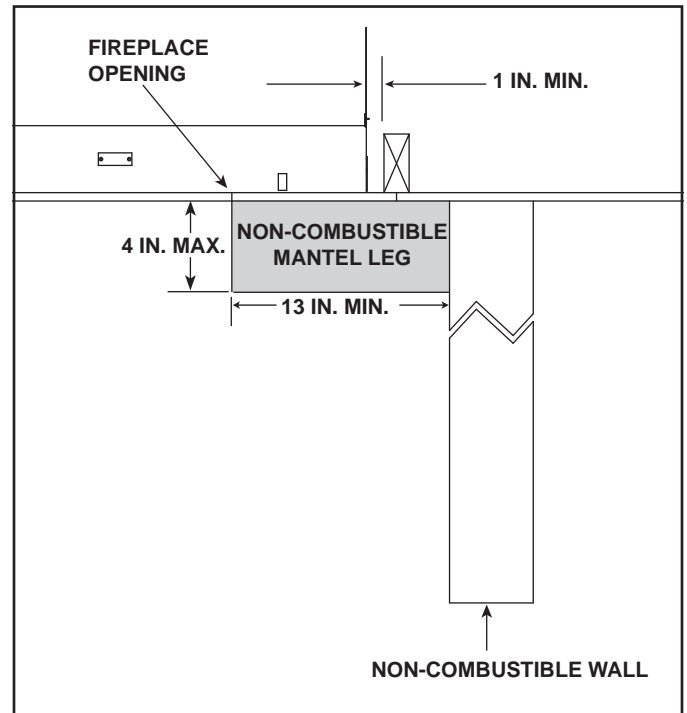 FIREPLACE
OPENING
1 IN. MIN.
4 IN. MAX.
NON-COMBUSTIBLE
MANTEL LEG
13 IN. MIN.
NON-COMBUSTIBLE WALL